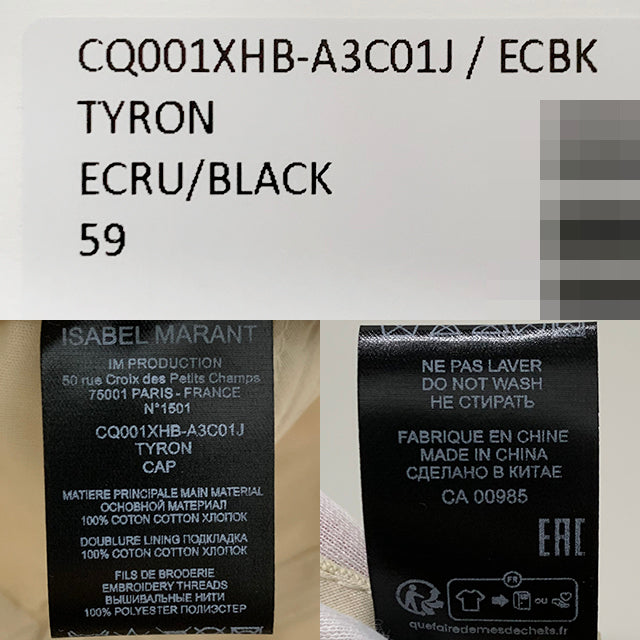 CQ001XHB-A3C01J / ECBK
TYRON
ECRU/BLACK
59
ISABEL MARANT
IM PRODUCTION
50 rue Croix des Petits Champs
75001 PARIS - FRANCE
N°1501
CQ001XHB-A3C01J
TYRON
CAP
MATIERE PRINCIPALE MAIN MATERIAL
ОСНОВНОЙ МАТЕРИАЛ
100% COTON COTTON ХЛОПОК
DOUBLURE LINING ПОДКЛАДКА
100% COTON COTTON ХЛОПОК
FILS DE BRODERIE
EMBROIDERY THREADS
ВЫШИВАЛЬНЫЕ НИТИ
100% POLYESTER ПОЛИЭСТЕР
NE PAS LAVER
DO NOT WASH
НЕ СТИРАТЬ
FABRIQUE EN CHINE
MADE IN CHINA
СДЕЛАНО В КИТАЕ
CA 00985
EAC
FR
OU
quefairedemesdechets.fr